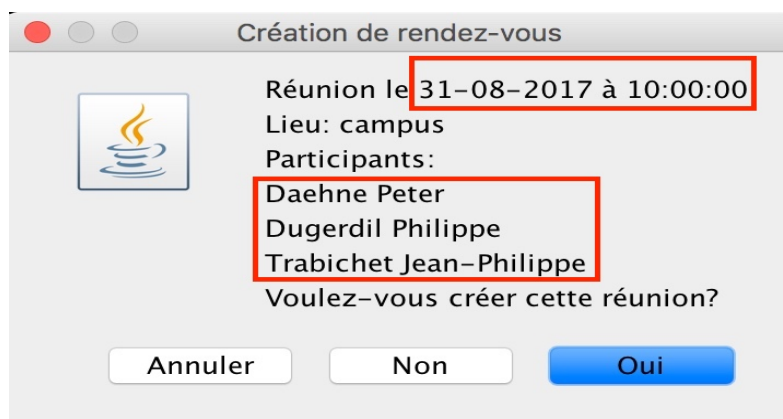 Création de rendez-vous
Réunion le 31-08-2017 à 10:00:00
Lieu: campus
Participants:
Daehne Peter
Dugerdil Philippe
Trabichet Jean-Philippe
Voulez-vous créer cette réunion?
Annuler Non Oui